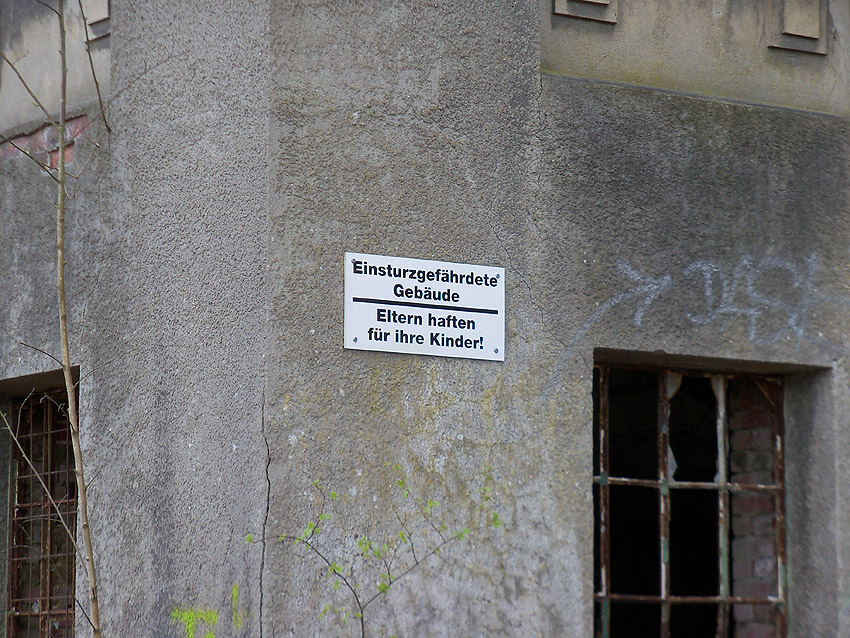 Einsturzgefährdete
Gebäude
Eltern haften
für ihre Kinder!